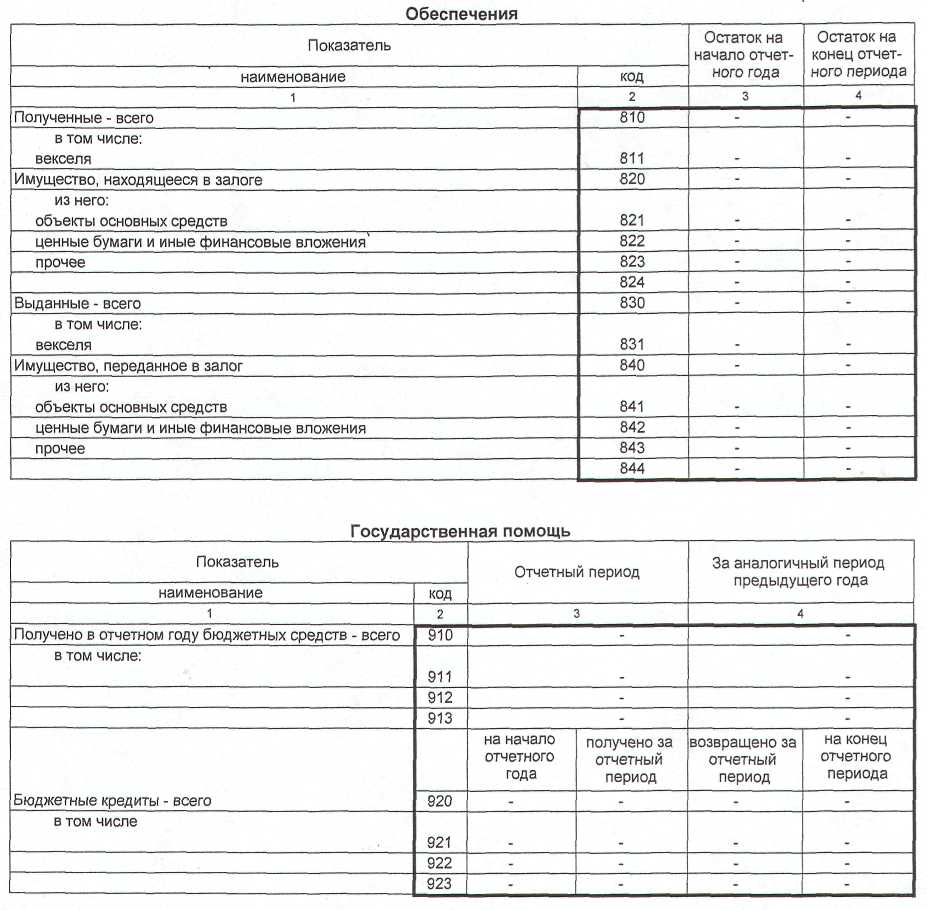 Обеспечения
Показатель
Остаток на начало отчет-ного года
Остаток на конец отчет-ного периода
наименование код
1 2 3 4
Полученные - всего 810 - -
в том числе:
векселя 811 - -
Имущество, находящееся в залоге 820 - -
из него:
объекты основных средств 821 - -
ценные бумаги и иные финансовые вложения 822 - -
прочее 823 - -
824 - -
Выданные - всего 830 - -
в том числе:
векселя 831 - -
Имущество, переданное в залог 840 - -
из него:
объекты основных средств 841 - -
ценные бумаги и иные финансовые вложения 842 - -
прочее 843 - -
844 - -
Государственная помощь
Показатель
Отчетный период
За аналогичный период предыдущего года
наименование код
1 2 3 4
Получено в отчетном году бюджетных средств - всего 910 - -
в том числе:
911 - -
912 - -
913 - -
на начало отчетного года
получено за отчетный период
возвращено за отчетный период
на конец отчетного периода
Бюджетные кредиты - всего 920 - - - -
в том числе
921 - - - -
922 - - - -
923 - - - -